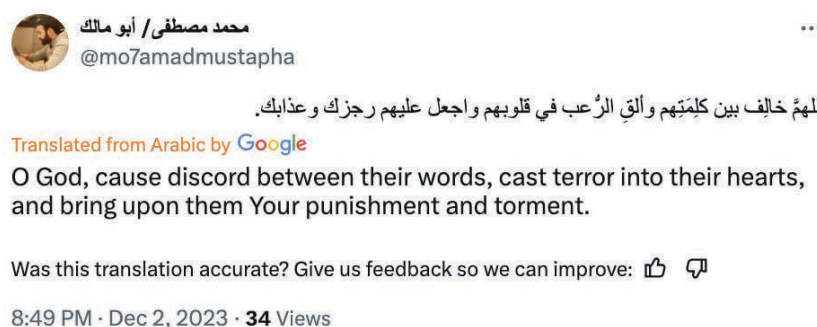 محمد مصطفى/ أبو مالك
@mo7amadmustapha
لهمَّ خالِف بين كلِمَتِهم وألقِ الرُّعب في قلوبهم واجعل عليهم رجزك وعذابك.
Translated from Arabic by Google
O God, cause discord between their words, cast terror into their hearts,
and bring upon them Your punishment and torment.
Was this translation accurate? Give us feedback so we can improve:
8:49 PM · Dec 2, 2023 · 34 Views